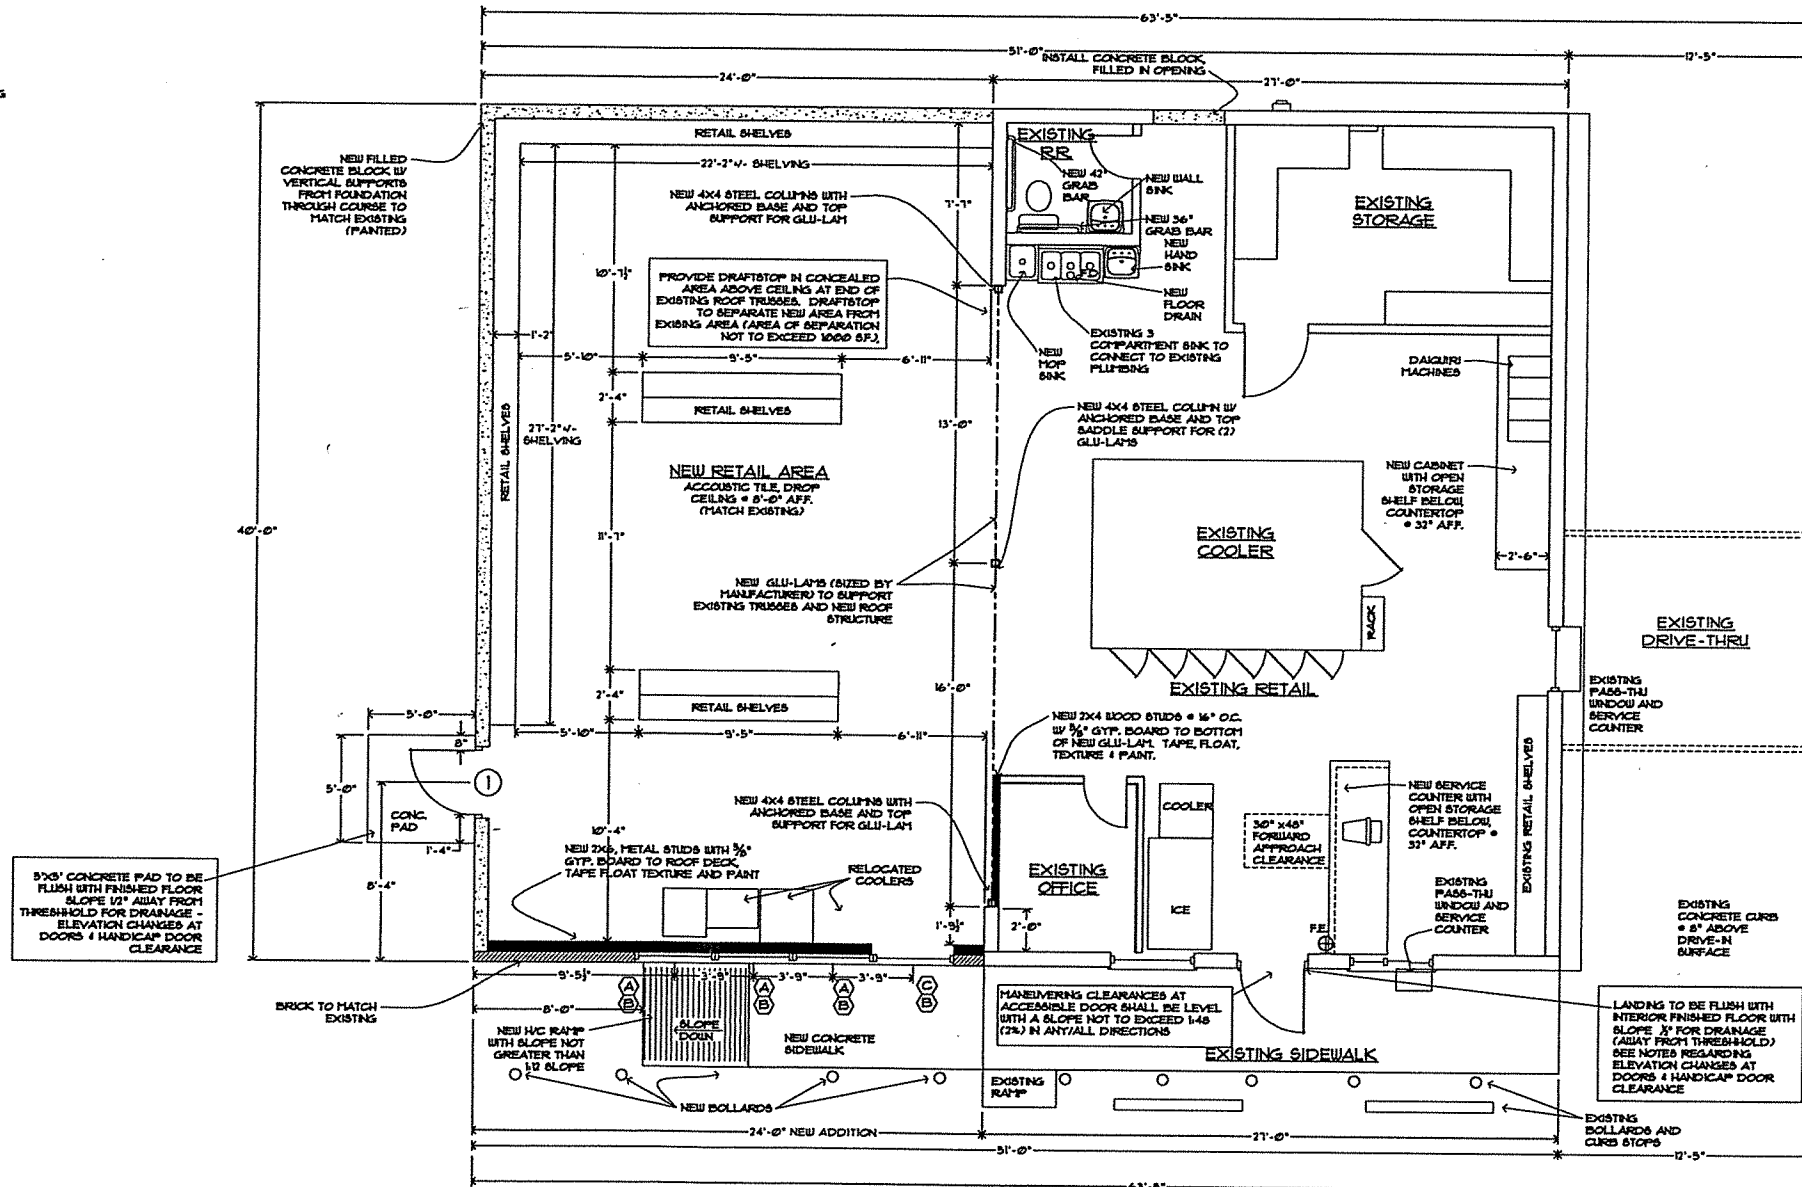 63'-5"
51'-0"
12'-5"
24'-0"
INSTALL CONCRETE BLOCK,
FILLED IN OPENING
27'-0"
NEW FILLED
CONCRETE BLOCK W/
VERTICAL SUPPORTS
FROM FOUNDATION
THROUGH COURSE TO
MATCH EXISTING
(PAINTED)
RETAIL SHELVES
22'-2"+/- SHELVING
NEW 4X4 STEEL COLUMNS WITH
ANCHORED BASE AND TOP
SUPPORT FOR GLU-LAM
7'-7"
EXISTING
RR
NEW 42"
GRAB
BAR
NEW WALL
SINK
NEW 36"
GRAB BAR
NEW
HAND
SINK
F.D.
NEW
FLOOR
DRAIN
EXISTING
STORAGE
10'-7½"
PROVIDE DRAFTSTOP IN CONCEALED
AREA ABOVE CEILING AT END OF
EXISTING ROOF TRUSSES. DRAFTSTOP
TO SEPARATE NEW AREA FROM
EXISING AREA (AREA OF SEPARATION
NOT TO EXCEED 1000 S.F.).
1'-2"
5'-10"
9'-5"
6'-11"
NEW
MOP
SINK
EXISTING 3
COMPARTMENT SINK TO
CONNECT TO EXISTING
PLUMBING
DAIQUIRI
MACHINES
2'-4"
RETAIL SHELVES
27'-2"+/-
SHELVING
RETAIL SHELVES
13'-0"
NEW 4X4 STEEL COLUMN W/
ANCHORED BASE AND TOP
SADDLE SUPPORT FOR (2)
GLU-LAMS
NEW RETAIL AREA
ACCOUSTIC TILE, DROP
CEILING @ 8'-0" AFF.
(MATCH EXISTING)
NEW CABINET
WITH OPEN
STORAGE
SHELF BELOW,
COUNTERTOP
@ 32" AFF.
40'-0"
11'-7"
EXISTING
COOLER
2'-6"
NEW GLU-LAMS (SIZED BY
MANUFACTURER) TO SUPPORT
EXISTING TRUSSES AND NEW ROOF
STRUCTURE
RACK
EXISTING
DRIVE-THRU
2'-4"
RETAIL SHELVES
16'-0"
EXISTING RETAIL
EXISTING
PASS-THU
WINDOW AND
SERVICE
COUNTER
5'-0"
8"
5'-10"
9'-5"
6'-11"
NEW 2X4 WOOD STUDS @ 16" O.C.
W/ ⅝" GYP. BOARD TO BOTTOM
OF NEW GLU-LAM. TAPE, FLOAT,
TEXTURE & PAINT.
5'-0"
1
CONC.
PAD
1'-4"
8'-4"
10'-4"
NEW 4X4 STEEL COLUMNS WITH
ANCHORED BASE AND TOP
SUPPORT FOR GLU-LAM
COOLER
30" x48"
FORWARD
APPROACH
CLEARANCE
NEW SERVICE
COUNTER WITH
OPEN STORAGE
SHELF BELOW,
COUNTERTOP @
32" AFF.
EXISTING RETAIL SHELVES
5'X5' CONCRETE PAD TO BE
FLUSH WITH FINISHED FLOOR
SLOPE 1/2" AWAY FROM
THRESHHOLD FOR DRAINAGE -
ELEVATION CHANGES AT
DOORS & HANDICAP DOOR
CLEARANCE
NEW 2X6, METAL STUDS WITH ⅝"
GYP. BOARD TO ROOF DECK,
TAPE FLOAT TEXTURE AND PAINT
RELOCATED
COOLERS
EXISTING
OFFICE
ICE
EXISTING
PASS-THU
WINDOW AND
SERVICE
COUNTER
EXISTING
CONCRETE CURB
@ 8" ABOVE
DRIVE-IN
SURFACE
1'-9½"
2'-0"
F.E.
9'-5½"
3'-9"
3'-9"
3'-9"
A
B
A
B
A
B
C
B
BRICK TO MATCH
EXISTING
8'-0"
NEW H/C RAMP
WITH SLOPE NOT
GREATER THAN
1:12 SLOPE
SLOPE
DOWN
NEW CONCRETE
SIDEWALK
MANEUVERING CLEARANCES AT
ACCESSIBLE DOOR SHALL BE LEVEL
WITH A SLOPE NOT TO EXCEED 1:48
(2%) IN ANY/ALL DIRECTIONS
EXISTING SIDEWALK
LANDING TO BE FLUSH WITH
INTERIOR FINISHED FLOOR WITH
SLOPE ½" FOR DRAINAGE
(AWAY FROM THRESHHOLD)
SEE NOTES REGARDING
ELEVATION CHANGES AT
DOORS & HANDICAP DOOR
CLEARANCE
NEW BOLLARDS
EXISTING
RAMP
EXISTING
BOLLARDS AND
CURB STOPS
24'-0" NEW ADDITION
27'-0"
51'-0"
12'-5"
63'-5"